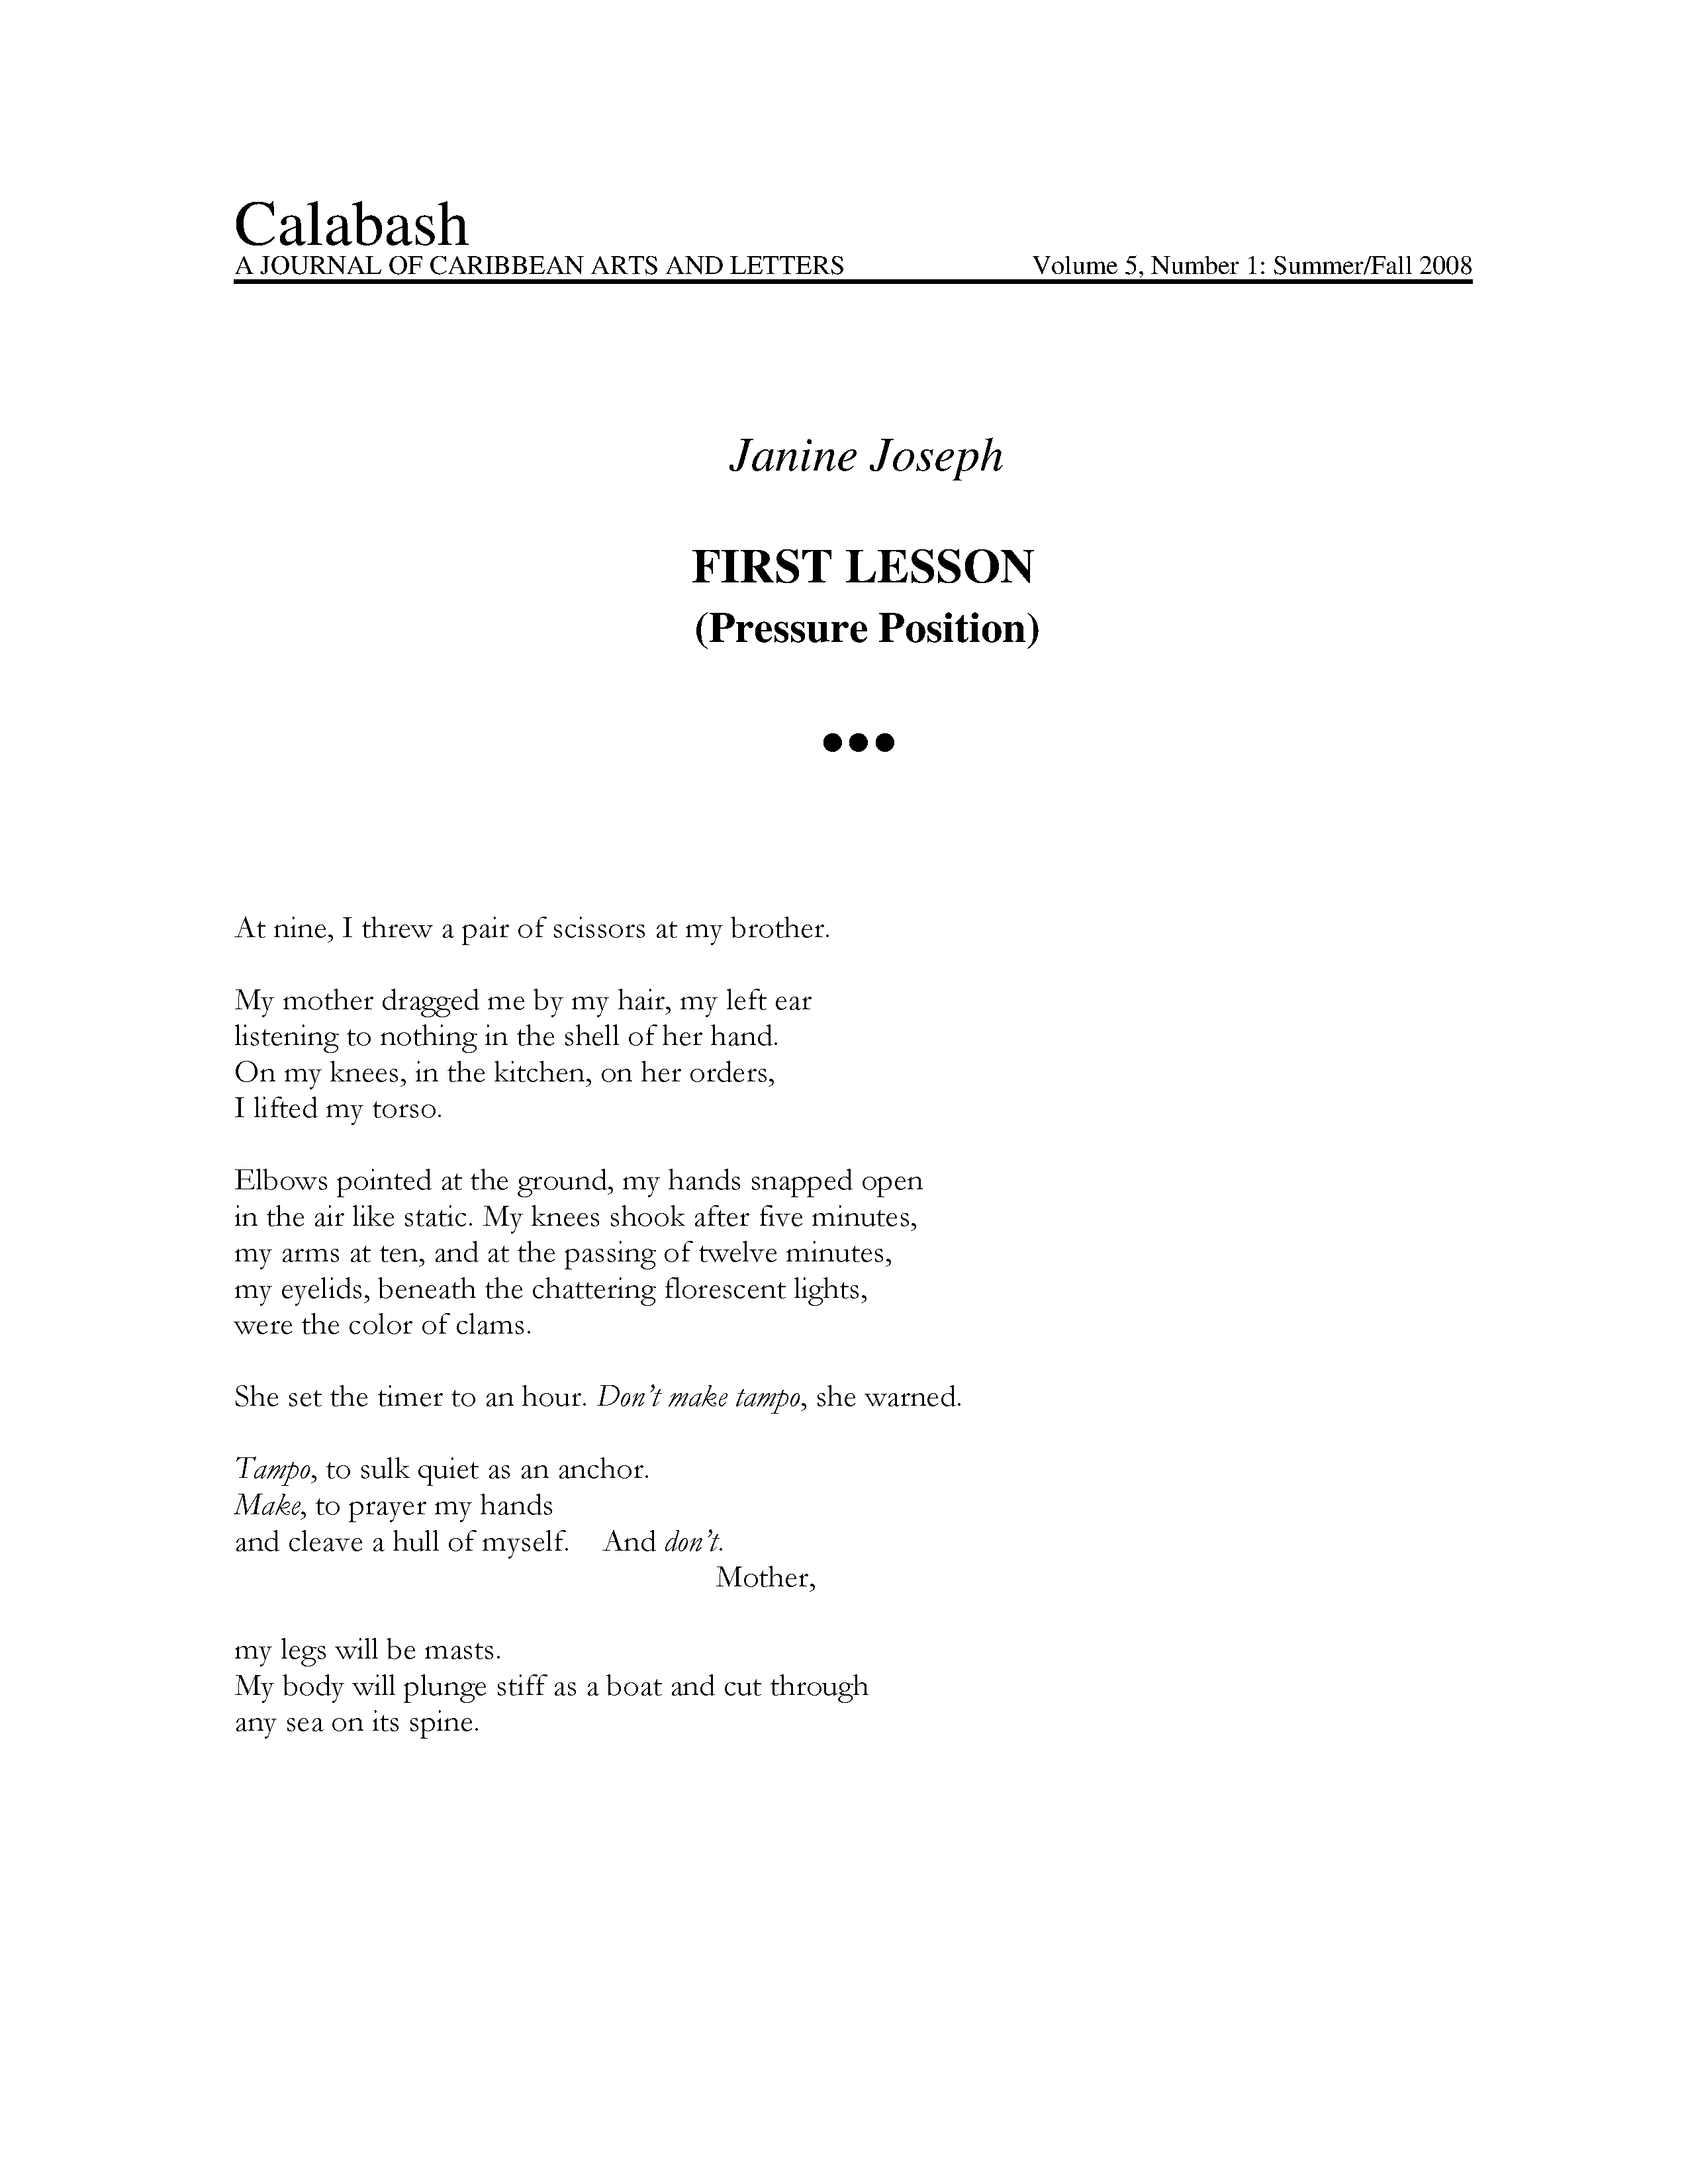 Calabash
A JOURNAL OF CARIBBEAN ARTS AND LETTERS Volume 5, Number 1: Summer/Fall 2008
Janine Joseph
FIRST LESSON
(Pressure Position)
●●●
At nine, I threw a pair of scissors at my brother.
My mother dragged me by my hair, my left ear
listening to nothing in the shell of her hand.
On my knees, in the kitchen, on her orders,
I lifted my torso.
Elbows pointed at the ground, my hands snapped open
in the air like static. My knees shook after five minutes,
my arms at ten, and at the passing of twelve minutes,
my eyelids, beneath the chattering florescent lights,
were the color of clams.
She set the timer to an hour. Don’t make tampo, she warned.
Tampo, to sulk quiet as an anchor.
Make, to prayer my hands
and cleave a hull of myself. And don’t.
Mother,
my legs will be masts.
My body will plunge stiff as a boat and cut through
any sea on its spine.